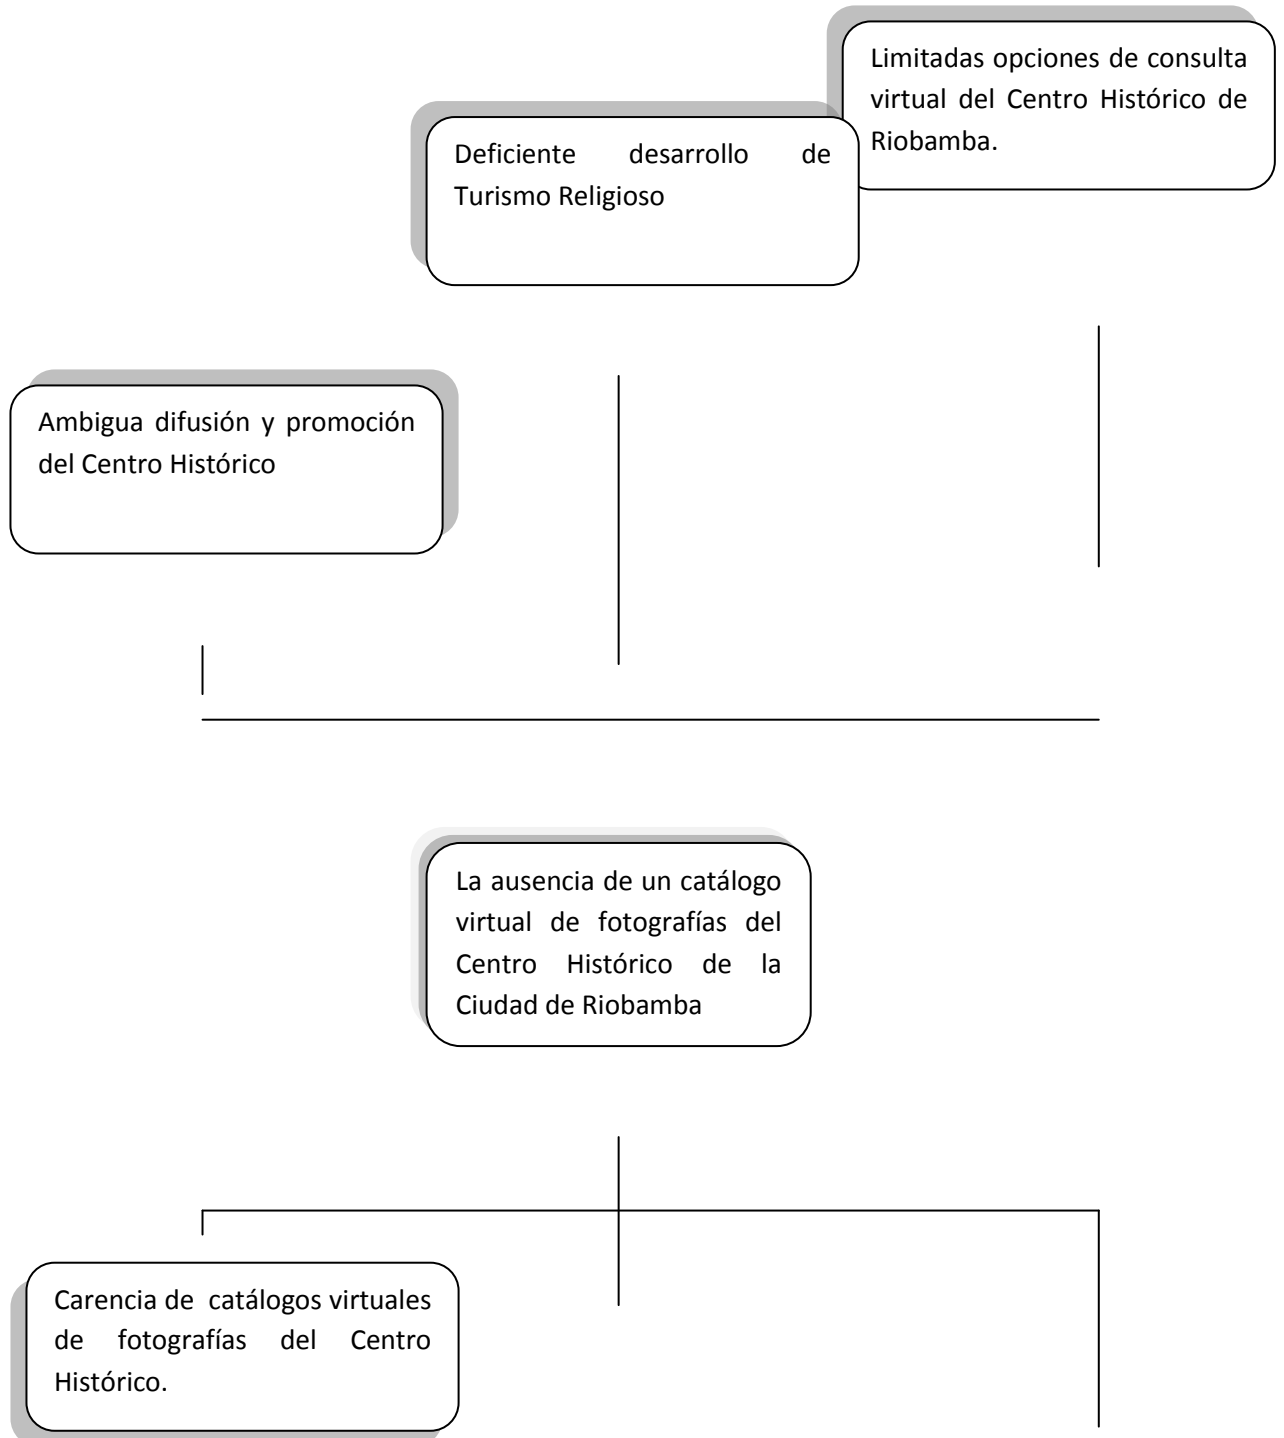 Limitadas opciones de consulta
virtual del Centro Histórico de
Riobamba.
Deficiente desarrollo de
Turismo Religioso
Ambigua difusión y promoción
del Centro Histórico
La ausencia de un catálogo
virtual de fotografías del
Centro Histórico de la
Ciudad de Riobamba
Carencia de catálogos virtuales
de fotografías del Centro
Histórico.